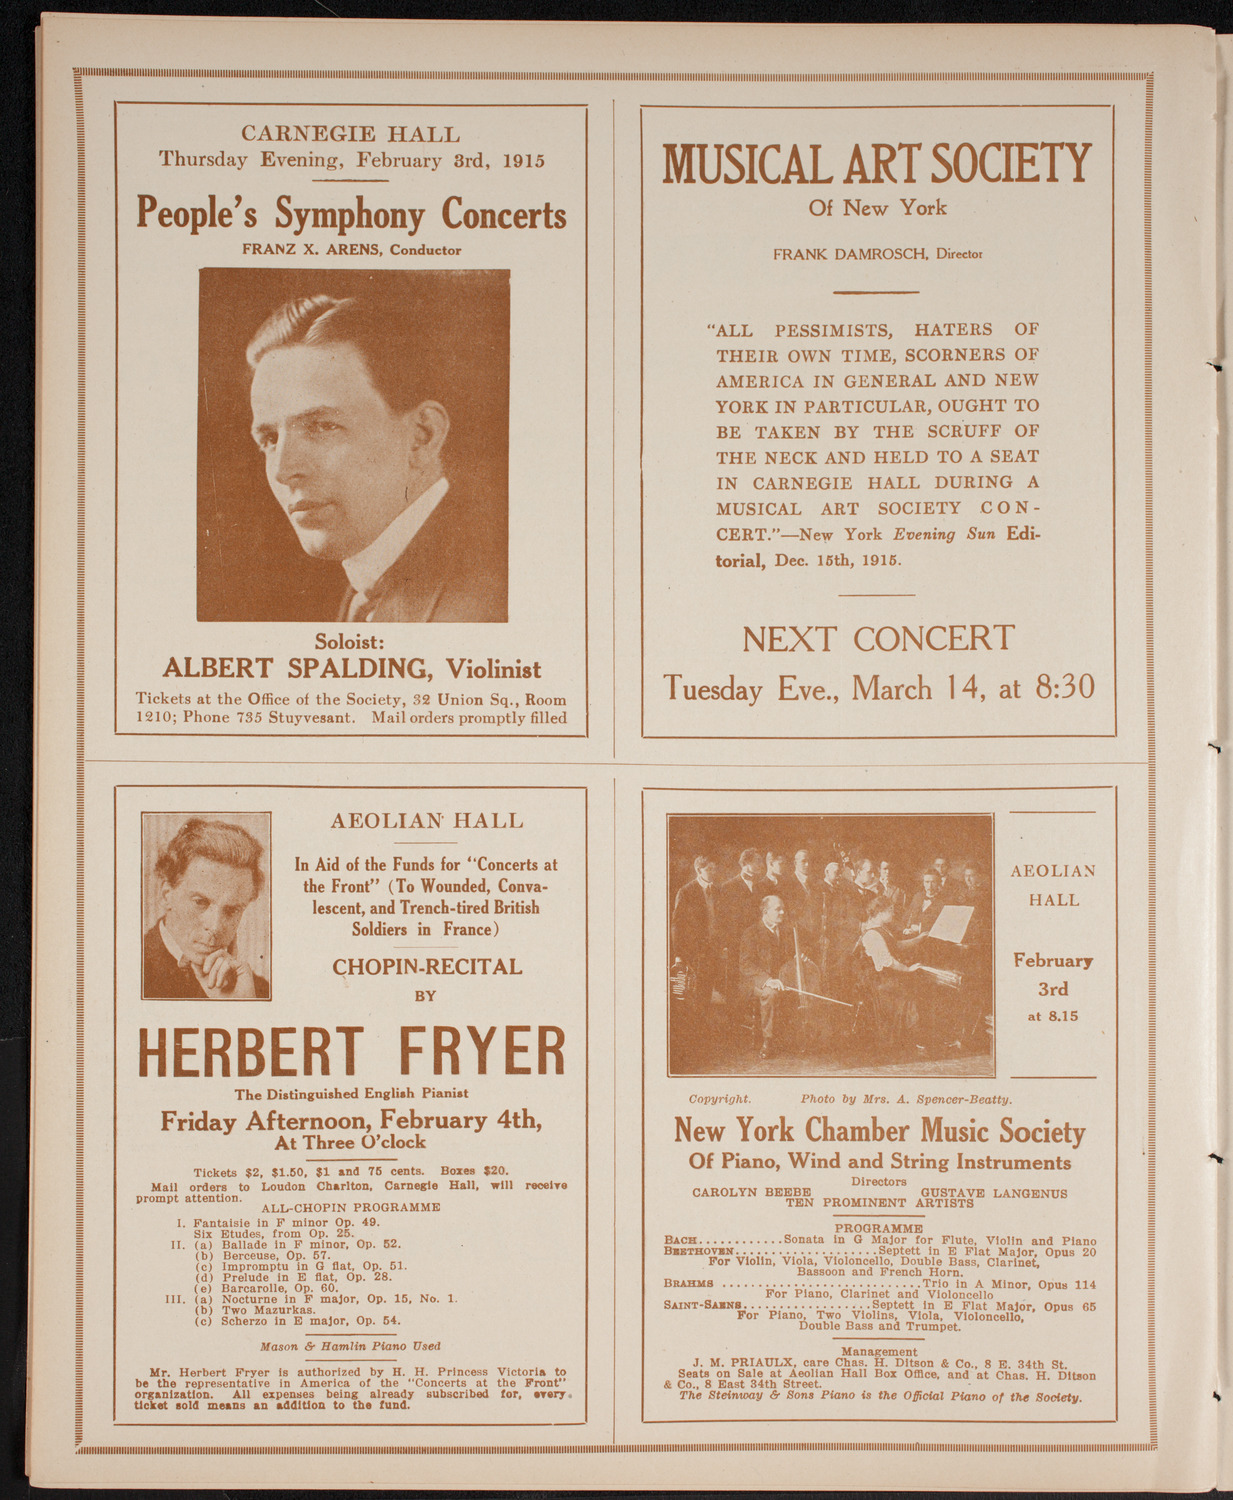 CARNEGIE HALL
Thursday Evening, February 3rd, 1915
People's Symphony Concerts
FRANZ X. ARENS, Conductor
Soloist:
ALBERT SPALDING, Violinist
Tickets at the Office of the Society, 32 Union Sq., Room
1210; Phone 735 Stuyvesant. Mail orders promptly filled
MUSICAL ART SOCIETY
Of New York
FRANK DAMROSCH, Director
"ALL PESSIMISTS, HATERS OF
THEIR OWN TIME, SCORNERS OF
AMERICA IN GENERAL AND NEW
YORK IN PARTICULAR, OUGHT TO
BE TAKEN BY THE SCRUFF OF
THE NECK AND HELD TO A SEAT
IN CARNEGIE HALL DURING A
MUSICAL ART SOCIETY CON-
CERT."—New York Evening Sun Edi-
torial, Dec. 15th, 1915.
NEXT CONCERT
Tuesday Eve., March 14, at 8:30
AEOLIAN HALL
In Aid of the Funds for "Concerts at
the Front" (To Wounded, Conva-
lescent, and Trench-tired British
Soldiers in France)
CHOPIN-RECITAL
BY
HERBERT FRYER
The Distinguished English Pianist
Friday Afternoon, February 4th,
At Three O'clock
Tickets $2, $1.50, $1 and 75 cents. Boxes $20.
Mail orders to Loudon Charlton, Carnegie Hall, will receive
prompt attention.
ALL-CHOPIN PROGRAMME
I. Fantaisie in F minor Op. 49.
Six Etudes, from Op. 25.
II. (a) Ballade in F minor, Op. 52.
(b) Berceuse, Op. 57.
(c) Impromptu in G flat, Op. 51.
(d) Prelude in E flat, Op. 28.
(e) Barcarolle, Op. 60.
III. (a) Nocturne in F major, Op. 15, No. 1.
(b) Two Mazurkas.
(c) Scherzo in E major, Op. 54.
Mason & Hamlin Piano Used
Mr. Herbert Fryer is authorized by H. H. Princess Victoria to
be the representative in America of the "Concerts at the Front"
organization. All expenses being already subscribed for, every
ticket sold means an addition to the fund.
AEOLIAN
HALL
February
3rd
at 8.15
Copyright. Photo by Mrs. A. Spencer-Beatty.
New York Chamber Music Society
Of Piano, Wind and String Instruments
Directors
CAROLYN BEEBE GUSTAVE LANGENUS
TEN PROMINENT ARTISTS
PROGRAMME
BACH............Sonata in G Major for Flute, Violin and Piano
BEETHOVEN....................Septett in E Flat Major, Opus 20
For Violin, Viola, Violoncello, Double Bass, Clarinet,
Bassoon and French Horn.
BRAHMS ............................Trio in A Minor, Opus 114
For Piano, Clarinet and Violoncello
SAINT-SAENS..................Septett in E Flat Major, Opus 65
For Piano, Two Violins, Viola, Violoncello,
Double Bass and Trumpet.
Management
J. M. PRIAULX, care Chas. H. Ditson & Co., 8 E. 34th St.
Seats on Sale at Aeolian Hall Box Office, and at Chas. H. Ditson
& Co., 8 East 34th Street.
The Steinway & Sons Piano is the Official Piano of the Society.